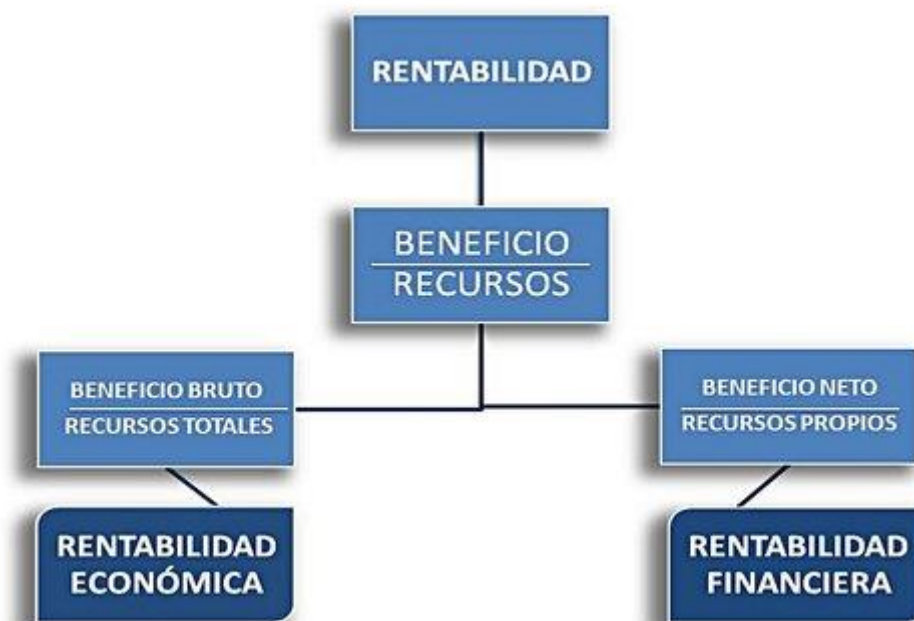 RENTABILIDAD
BENEFICIO
RECURSOS
BENEFICIO BRUTO
RECURSOS TOTALES
BENEFICIO NETO
RECURSOS PROPIOS
RENTABILIDAD
ECONÓMICA
RENTABILIDAD
FINANCIERA